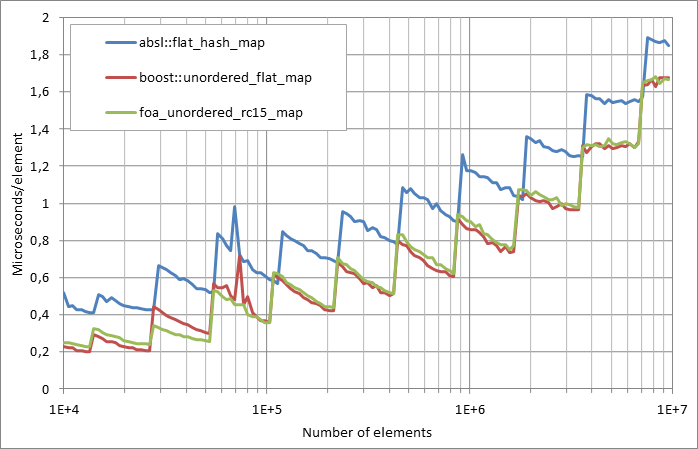 2
1,8
1,6
1,4
1,2
1
0,8
0,6
0,4
0,2
0
Microseconds/element
absl::flat_hash_map
boost::unordered_flat_map
foa_unordered_rc15_map
1E+4
1E+5
1E+6
1E+7
Number of elements